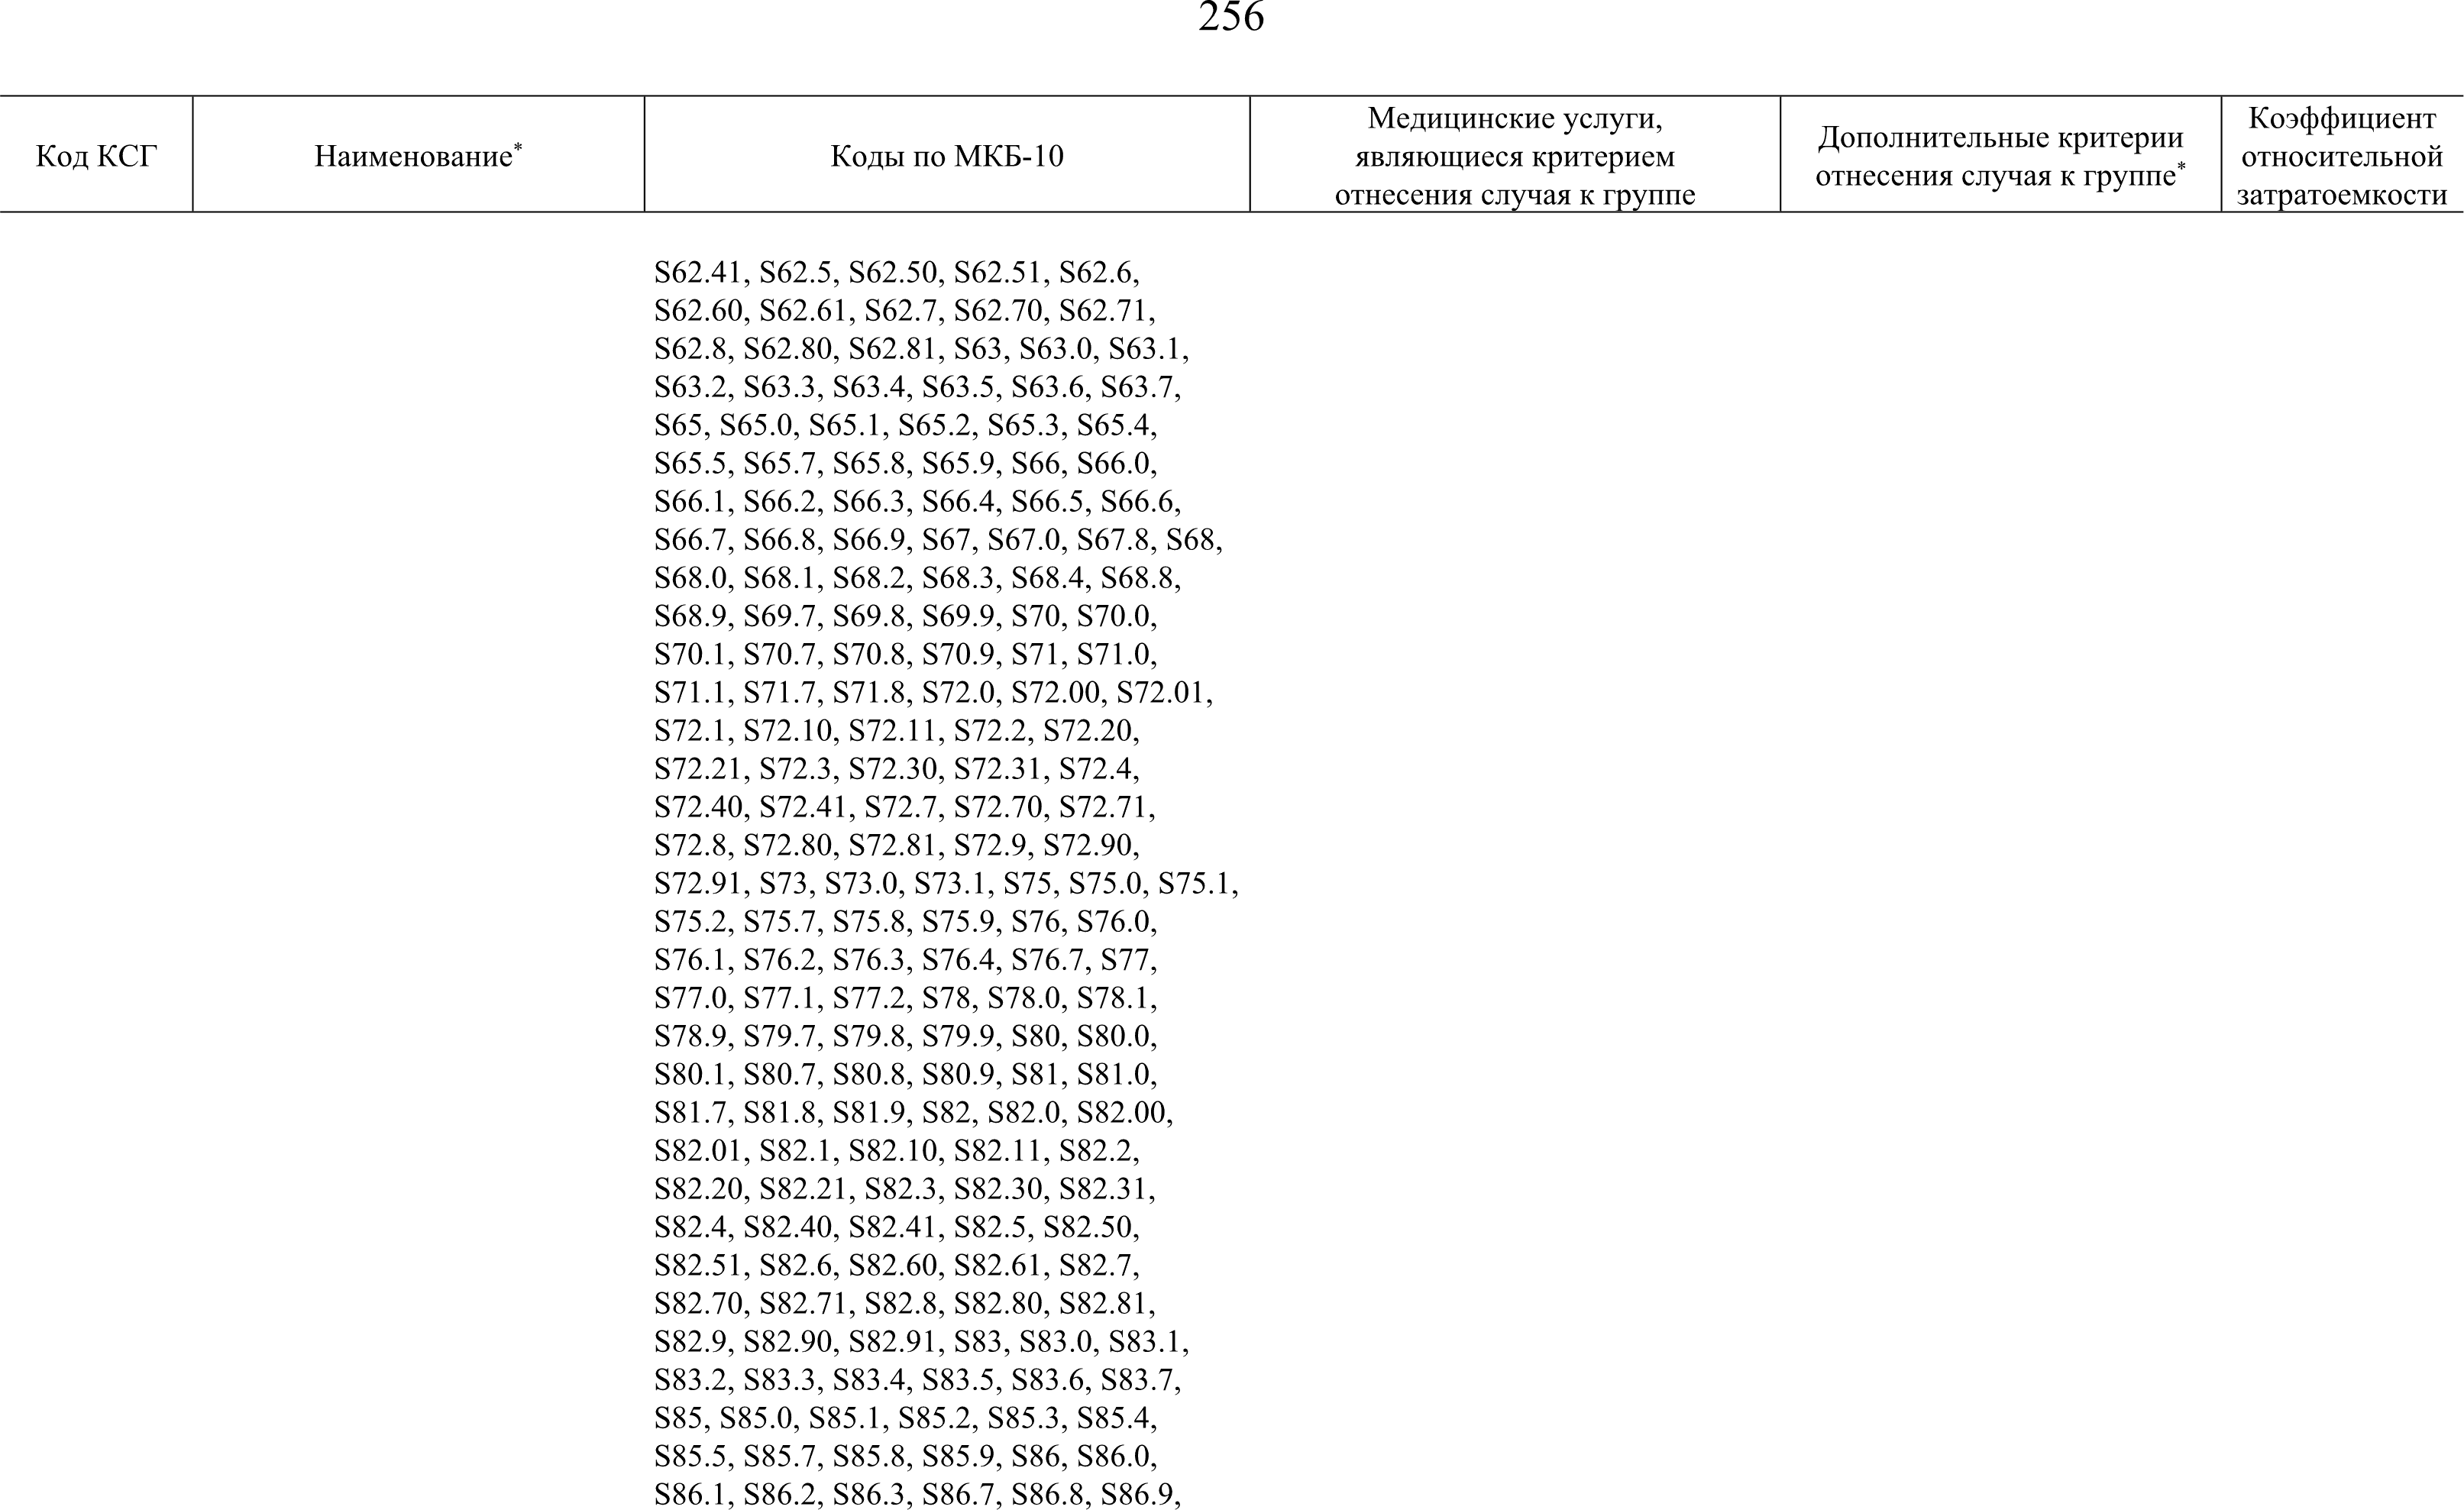 256
Код КСГ
Наименование*
Коды по МКБ-10
Медицинские услуги,
являющиеся критерием
отнесения случая к группе
Дополнительные критерии
отнесения случая к группе*
Коэффициент
относительной
затратоемкости
S62.41, S62.5, S62.50, S62.51, S62.6,
S62.60, S62.61, S62.7, S62.70, S62.71,
S62.8, S62.80, S62.81, S63, S63.0, S63.1,
S63.2, S63.3, S63.4, S63.5, S63.6, S63.7,
S65, S65.0, S65.1, S65.2, S65.3, S65.4,
S65.5, S65.7, S65.8, S65.9, S66, S66.0,
S66.1, S66.2, S66.3, S66.4, S66.5, S66.6,
S66.7, S66.8, S66.9, S67, S67.0, S67.8, S68,
S68.0, S68.1, S68.2, S68.3, S68.4, S68.8,
S68.9, S69.7, S69.8, S69.9, S70, S70.0,
S70.1, S70.7, S70.8, S70.9, S71, S71.0,
S71.1, S71.7, S71.8, S72.0, S72.00, S72.01,
S72.1, S72.10, S72.11, S72.2, S72.20,
S72.21, S72.3, S72.30, S72.31, S72.4,
S72.40, S72.41, S72.7, S72.70, S72.71,
S72.8, S72.80, S72.81, S72.9, S72.90,
S72.91, S73, S73.0, S73.1, S75, S75.0, S75.1,
S75.2, S75.7, S75.8, S75.9, S76, S76.0,
S76.1, S76.2, S76.3, S76.4, S76.7, S77,
S77.0, S77.1, S77.2, S78, S78.0, S78.1,
S78.9, S79.7, S79.8, S79.9, S80, S80.0,
S80.1, S80.7, S80.8, S80.9, S81, S81.0,
S81.7, S81.8, S81.9, S82, S82.0, S82.00,
S82.01, S82.1, S82.10, S82.11, S82.2,
S82.20, S82.21, S82.3, S82.30, S82.31,
S82.4, S82.40, S82.41, S82.5, S82.50,
S82.51, S82.6, S82.60, S82.61, S82.7,
S82.70, S82.71, S82.8, S82.80, S82.81,
S82.9, S82.90, S82.91, S83, S83.0, S83.1,
S83.2, S83.3, S83.4, S83.5, S83.6, S83.7,
S85, S85.0, S85.1, S85.2, S85.3, S85.4,
S85.5, S85.7, S85.8, S85.9, S86, S86.0,
S86.1, S86.2, S86.3, S86.7, S86.8, S86.9,